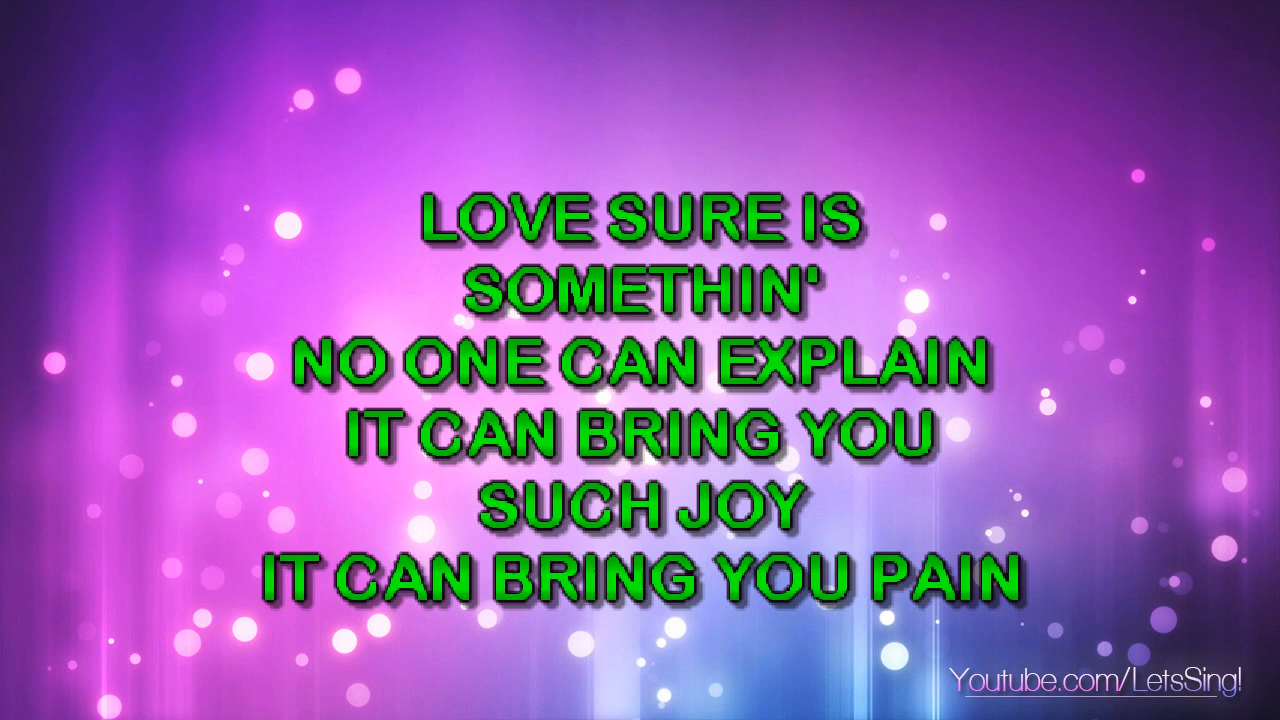 LOVE SURE IS
SOMETHIN'
NO ONE CAN EXPLAIN
IT CAN BRING YOU
SUCH JOY
IT CAN BRING YOU PAIN
Youtube.com/LetsSing!